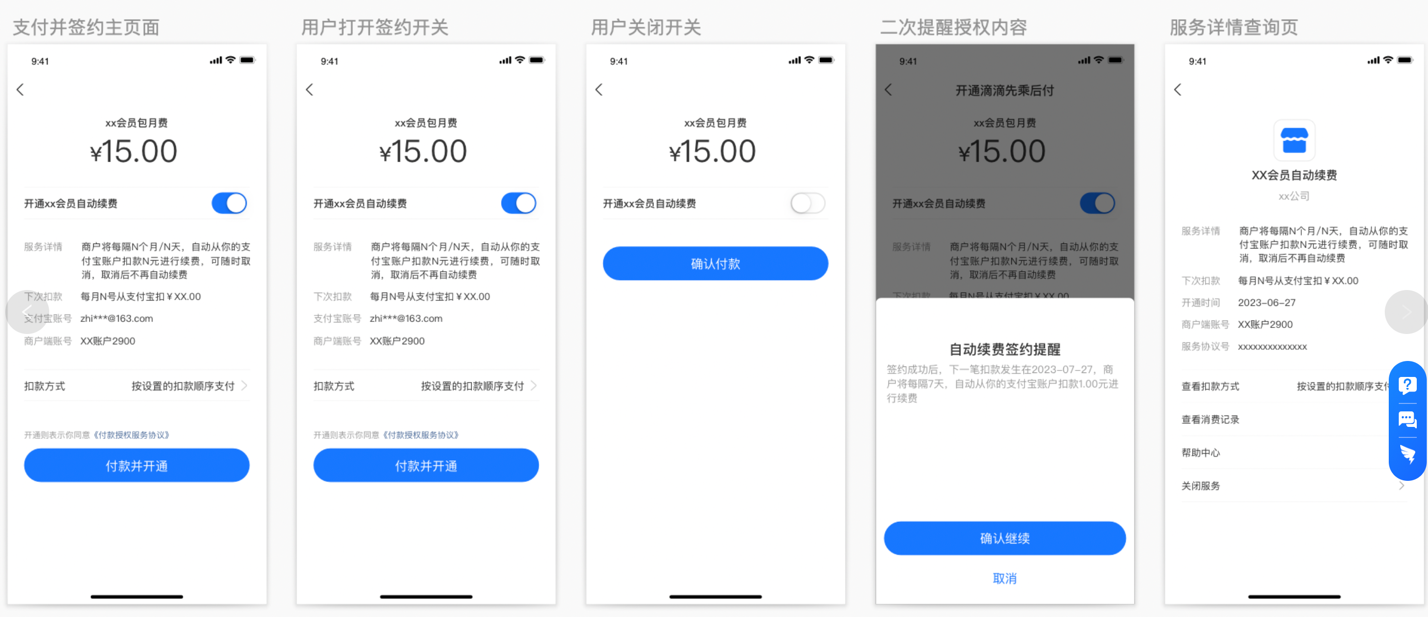 支付并签约主页面
9:41
xx会员包月费
¥15.00
开通xx会员自动续费
服务详情 商户将每隔N个月/N天，自动从你的支
付宝账户扣款N元进行续费，可随时取
消，取消后不再自动续费
下次扣款 每月N号从支付宝扣￥XX.00
支付宝账号 zhi***@163.com
商户端账号 XX账户2900
扣款方式 按设置的扣款顺序支付
开通则表示你同意《付款授权服务协议》
付款并开通
用户打开签约开关
9:41
xx会员包月费
¥15.00
开通xx会员自动续费
服务详情 商户将每隔N个月/N天，自动从你的支
付宝账户扣款N元进行续费，可随时取
消，取消后不再自动续费
下次扣款 每月N号从支付宝扣￥XX.00
支付宝账号 zhi***@163.com
商户端账号 XX账户2900
扣款方式 按设置的扣款顺序支付
开通则表示你同意《付款授权服务协议》
付款并开通
用户关闭开关
9:41
xx会员包月费
¥15.00
开通xx会员自动续费
确认付款
二次提醒授权内容
9:41
开通滴滴先乘后付
xx会员包月费
¥15.00
开通xx会员自动续费
服务详情 商户将每隔N个月/N天，自动从你的支
付宝账户扣款N元进行续费，可随时取
消，取消后不再自动续费
下次扣款 每月N号从支付宝扣￥XX.00
自动续费签约提醒
签约成功后，下一笔扣款发生在2023-07-27，商
户将每隔7天，自动从你的支付宝账户扣款1.00元进
行续费
确认继续
取消
服务详情查询页
9:41
XX会员自动续费
xx公司
服务详情 商户将每隔N个月/N天，自动从你的支
付宝账户扣款N元进行续费，可随时取
消，取消后不再自动续费
下次扣款 每月N号从支付宝扣￥XX.00
开通时间 2023-06-27
商户端账号 XX账户2900
服务协议号 xxxxxxxxxxxxxx
查看扣款方式 按设置的扣款顺序支付
查看消费记录
帮助中心
关闭服务